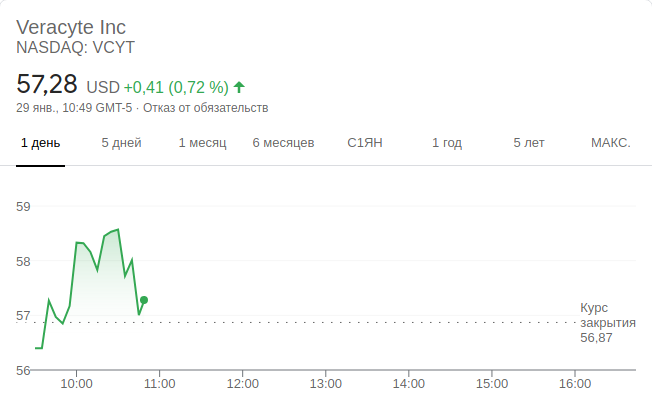 Veracyte Inc
NASDAQ: VCYT
57,28 USD +0,41 (0,72 %)
29 янв., 10:49 GMT-5 · Отказ от обязательств
1 день 5 дней 1 месяц 6 месяцев С1ЯН 1 год 5 лет МАКС.
59
58
57
Курс
закрытия
56,87
56
10:00 11:00 12:00 13:00 14:00 15:00 16:00